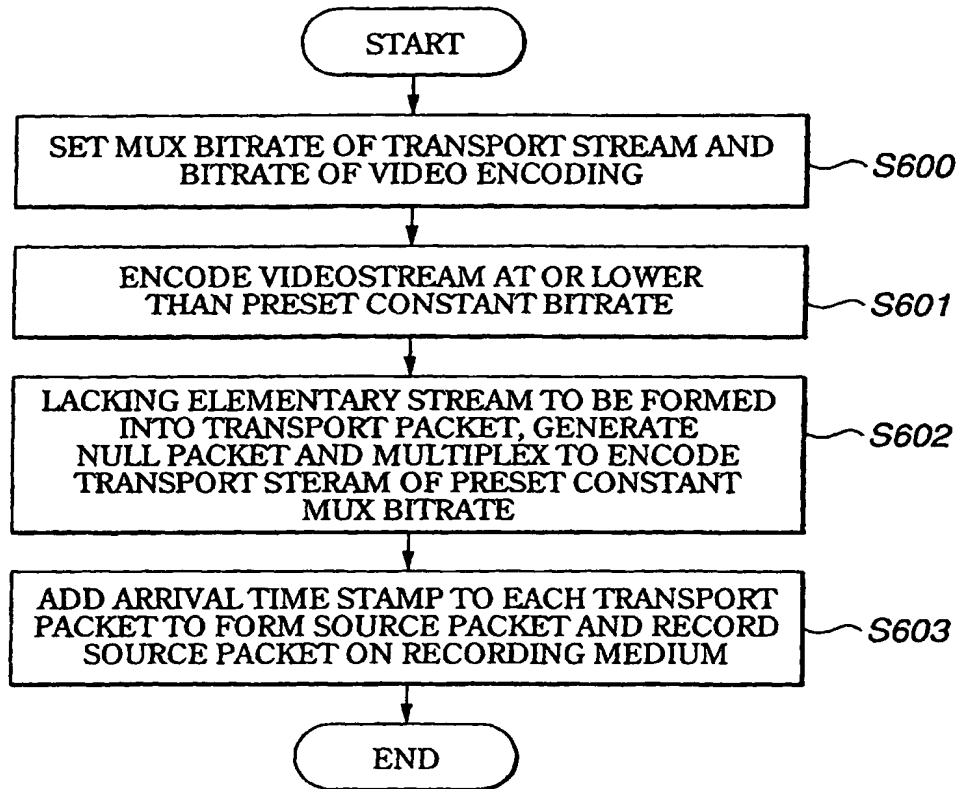 START
SET MUX BITRATE OF TRANSPORT STREAM AND
BITRATE OF VIDEO ENCODING
S600
ENCODE VIDEOSTREAM AT OR LOWER
THAN PRESET CONSTANT BITRATE
S601
LACKING ELEMENTARY STREAM TO BE FORMED
INTO TRANSPORT PACKET, GENERATE
NULL PACKET AND MULTIPLEX TO ENCODE
TRANSPORT STERAM OF PRESET CONSTANT
MUX BITRATE
S602
ADD ARRIVAL TIME STAMP TO EACH TRANSPORT
PACKET TO FORM SOURCE PACKET AND RECORD
SOURCE PACKET ON RECORDING MEDIUM
S603
END